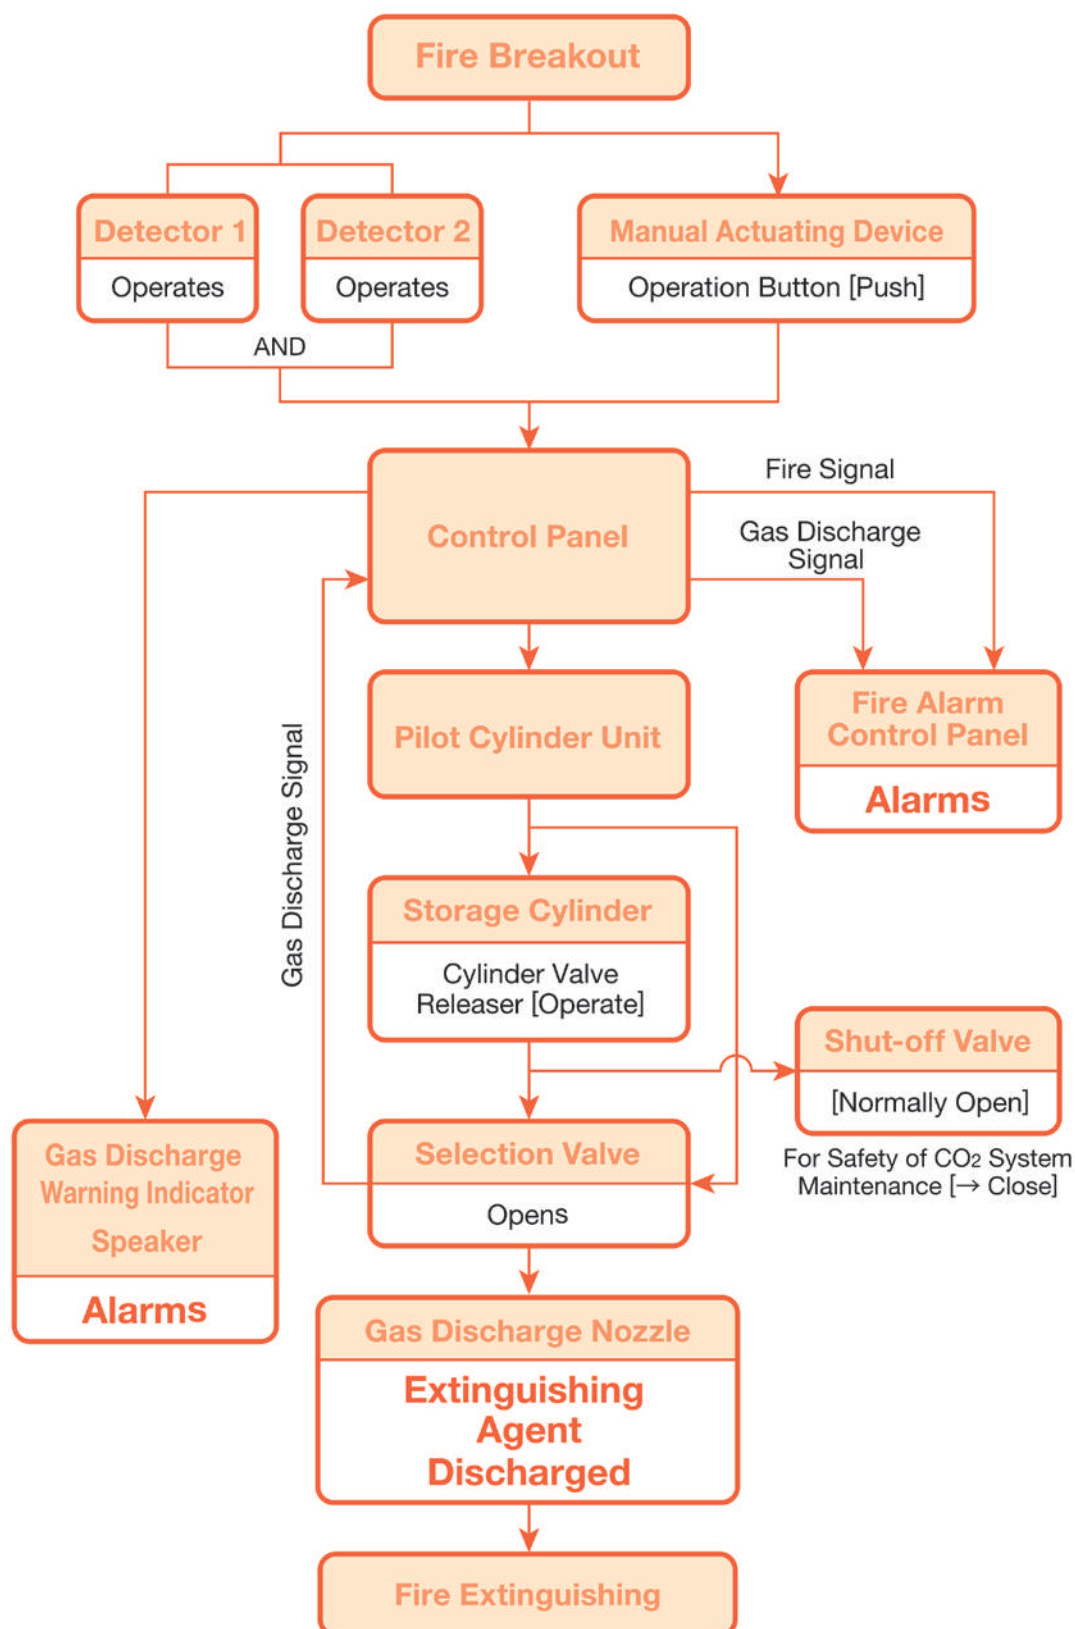 Fire Breakout
Detector 1
Operates
Detector 2
Operates
Manual Actuating Device
Operation Button [Push]
AND
Control Panel
Fire Signal
Gas Discharge
Signal
Pilot Cylinder Unit
Fire Alarm
Control Panel
Alarms
Gas Discharge Signal
Storage Cylinder
Cylinder Valve
Releaser [Operate]
Shut-off Valve
[Normally Open]
For Safety of CO2 System
Maintenance [→ Close]
Gas Discharge
Warning Indicator
Speaker
Alarms
Selection Valve
Opens
Gas Discharge Nozzle
Extinguishing
Agent
Discharged
Fire Extinguishing